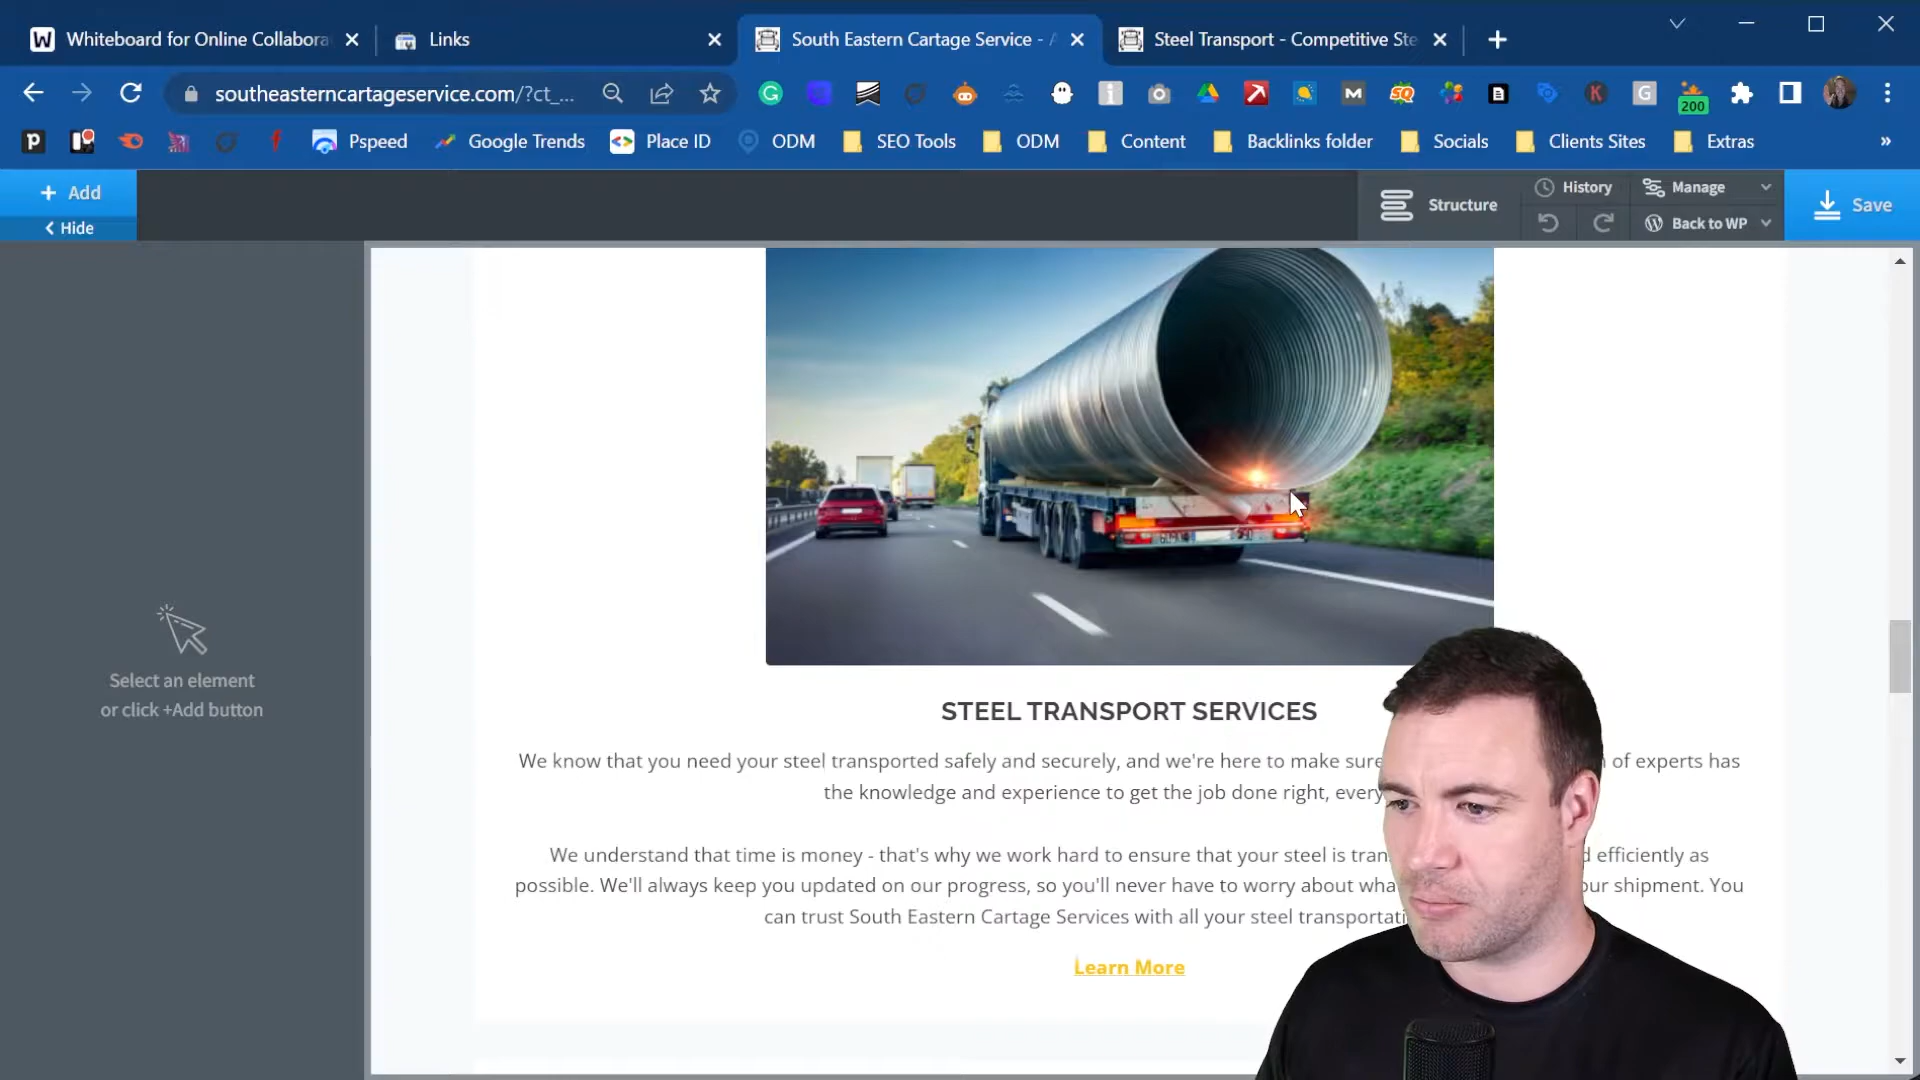 Whiteboard for Online Collabora
Links
South Eastern Cartage Service - A
Steel Transport - Competitive Ste
southeasterncartageservice.com/?ct_...
200
Pspeed
Google Trends
Place ID
ODM
SEO Tools
ODM
Content
Backlinks folder
Socials
Clients Sites
Extras
»
+ Add
Hide
Structure
History
Manage
Back to WP
Save
Select an element
or click +Add button
STEEL TRANSPORT SERVICES
We know that you need your steel transported safely and securely, and we're here to make sure of experts has
the knowledge and experience to get the job done right, every
We understand that time is money - that's why we work hard to ensure that your steel is tran efficiently as
possible. We'll always keep you updated on our progress, so you'll never have to worry about wha our shipment. You
can trust South Eastern Cartage Services with all your steel transportati
Learn More